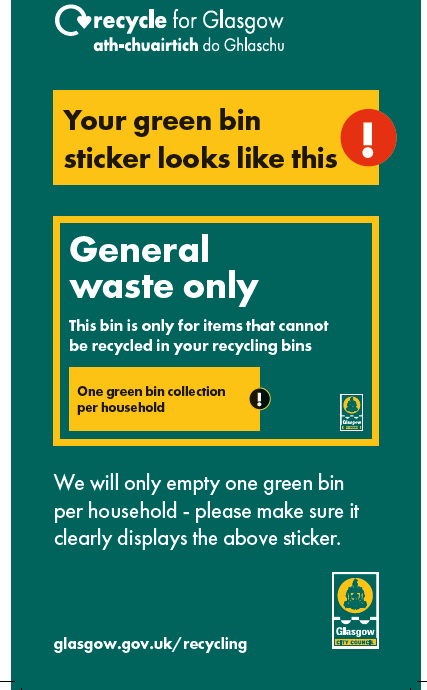 recycle for Glasgow
ath-chuairtich do Ghlaschu
Your green bin
sticker looks like this
!
General
waste only
This bin is only for items that cannot
be recycled in your recycling bins
One green bin collection
per household
!
Glasgow
We will only empty one green bin
per household - please make sure it
clearly displays the above sticker.
Glasgow
CITY COUNCIL
glasgow.gov.uk/recycling